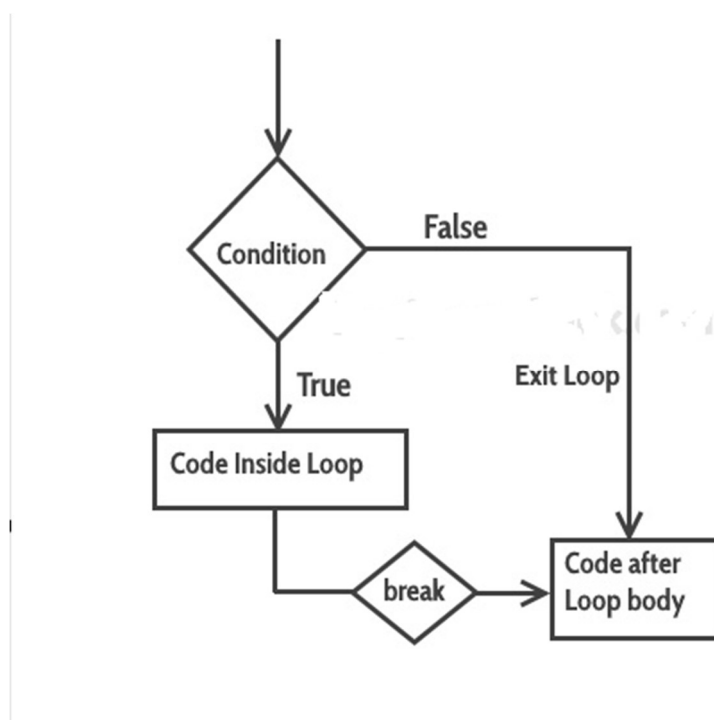 False
Condition
Exit Loop
True
Code Inside Loop
Code after
Loop body
break